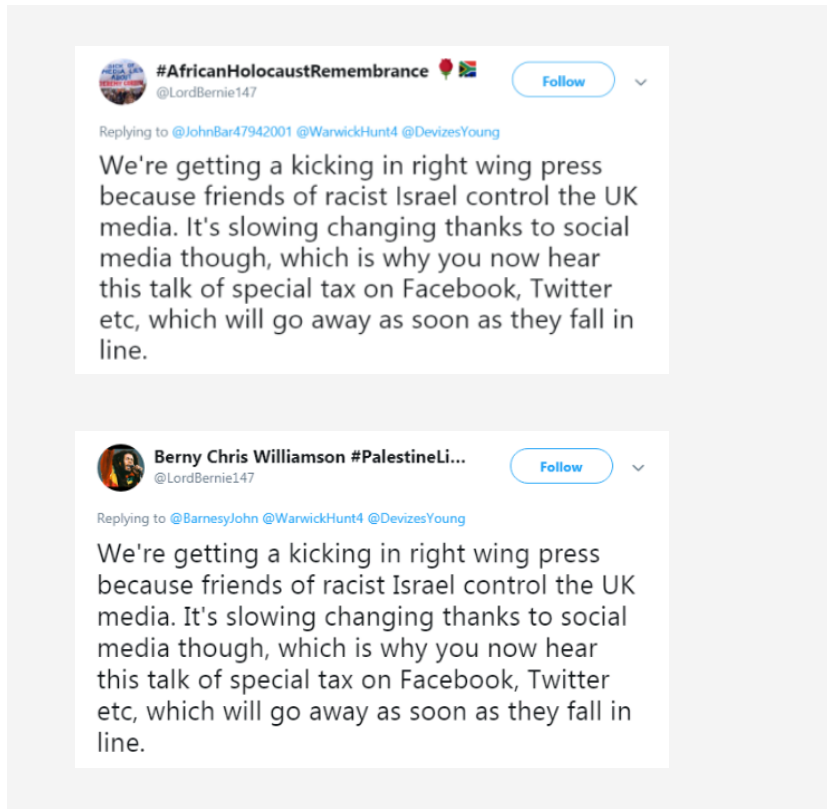 #AfricanHolocaustRemembrance
@LordBernie147
Follow
Replying to @JohnBar47942001 @WarwickHunt4 @DevizesYoung
We're getting a kicking in right wing press
because friends of racist Israel control the UK
media. It's slowing changing thanks to social
media though, which is why you now hear
this talk of special tax on Facebook, Twitter
etc, which will go away as soon as they fall in
line.
Berny Chris Williamson #PalestineLi...
@LordBernie147
Follow
Replying to @BarnesyJohn @WarwickHunt4 @DevizesYoung
We're getting a kicking in right wing press
because friends of racist Israel control the UK
media. It's slowing changing thanks to social
media though, which is why you now hear
this talk of special tax on Facebook, Twitter
etc, which will go away as soon as they fall in
line.